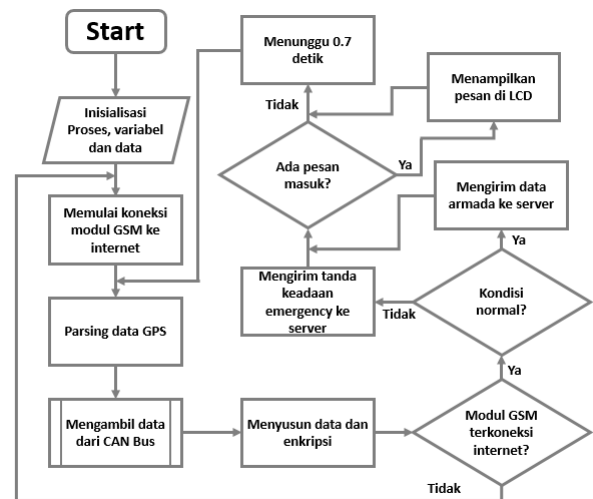 Start
Inisialisasi
Proses, variabel
dan data
Memulai koneksi
modul GSM ke
internet
Parsing data GPS
Mengambil data
dari CAN Bus
Menyusun data dan
enkripsi
Modul GSM
terkoneksi
internet?
Tidak
Ya
Kondisi
normal?
Tidak
Ya
Mengirim tanda
keadaan
emergency ke
server
Mengirim data
armada ke server
Ada pesan
masuk?
Ya
Menampilkan
pesan di LCD
Tidak
Menunggu 0.7
detik